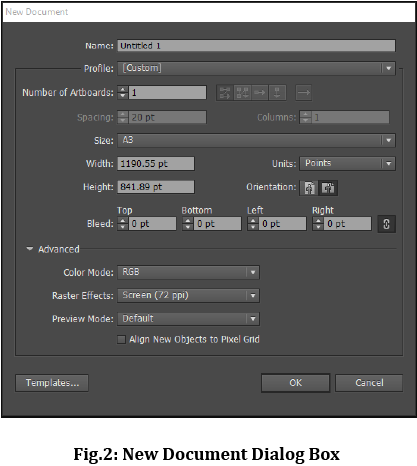 New Document
Name: Untitled 1
Profile: [Custom]
Number of Artboards: 1
Spacing: 20 pt Columns: 1
Size: A3
Width: 1190.55 pt Units: Points
Height: 841.89 pt Orientation:
Top Bottom Left Right
Bleed: 0 pt 0 pt 0 pt 0 pt
Advanced
Color Mode: RGB
Raster Effects: Screen (72 ppi)
Preview Mode: Default
Align New Objects to Pixel Grid
Templates... OK Cancel
Fig.2: New Document Dialog Box